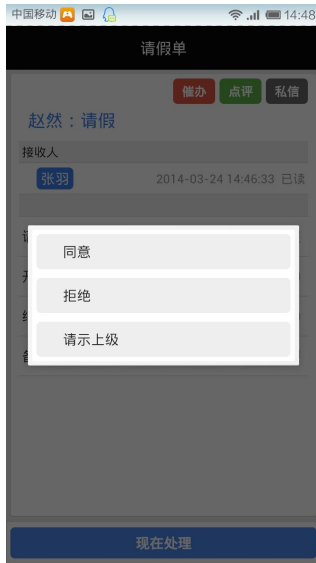 中国移动 14:48
请假单
催办 点评 私信
赵然：请假
接收人
张羽 2014-03-24 14:46:33 已读
同意
拒绝
请示上级
现在处理